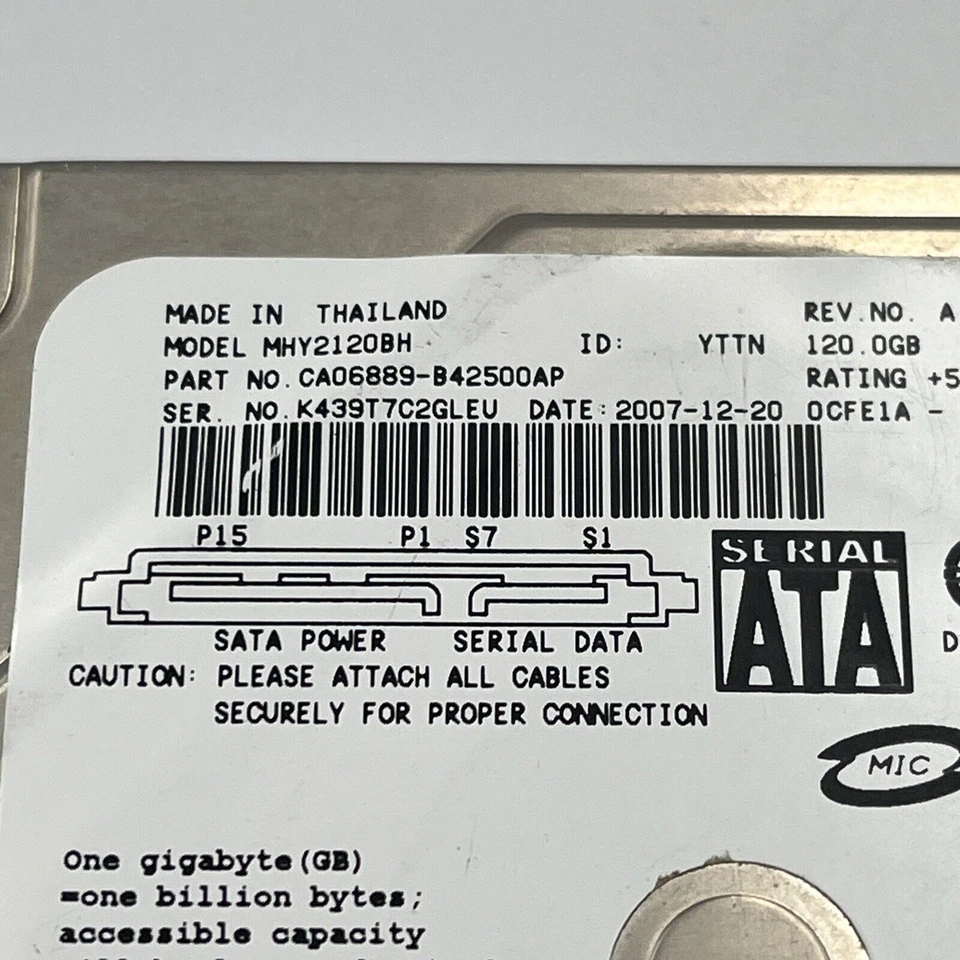 MADE IN THAILAND REV.NO. A
MODEL MHY2120BH ID: YTTN 120.0GB
PART NO. CA06889-B42500AP RATING +5
SER. NO. K439T7C2GLEU DATE: 2007-12-20 0CFE1A -
P15 P1 S7 S1
SERIAL
ATA
SATA POWER SERIAL DATA
CAUTION: PLEASE ATTACH ALL CABLES
SECURELY FOR PROPER CONNECTION
MIC
One gigabyte(GB)
=one billion bytes;
accessible capacity